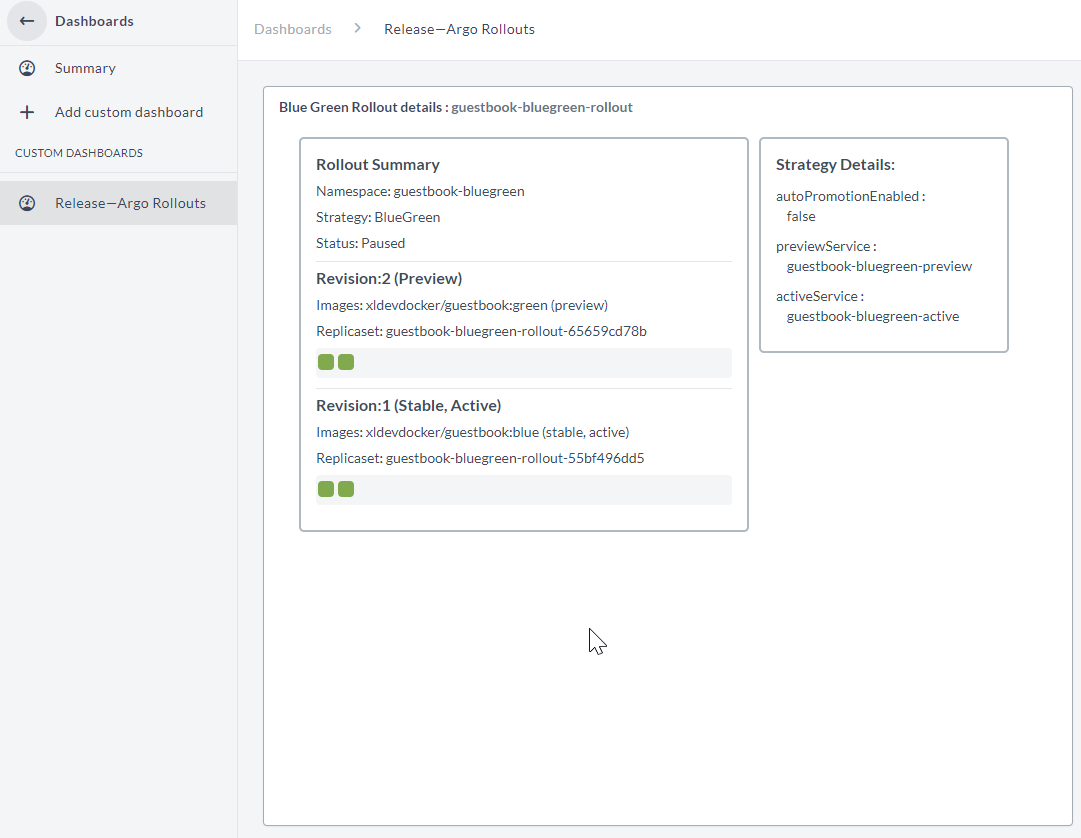 Dashboards
Summary
Add custom dashboard
CUSTOM DASHBOARDS
Release—Argo Rollouts
Dashboards > Release—Argo Rollouts
Blue Green Rollout details : guestbook-bluegreen-rollout
Rollout Summary
Namespace: guestbook-bluegreen
Strategy: BlueGreen
Status: Paused
Revision:2 (Preview)
Images: xldevdocker/guestbook:green (preview)
Replicaset: guestbook-bluegreen-rollout-65659cd78b
Revision:1 (Stable, Active)
Images: xldevdocker/guestbook:blue (stable, active)
Replicaset: guestbook-bluegreen-rollout-55bf496dd5
Strategy Details:
autoPromotionEnabled :
false
previewService :
guestbook-bluegreen-preview
activeService :
guestbook-bluegreen-active